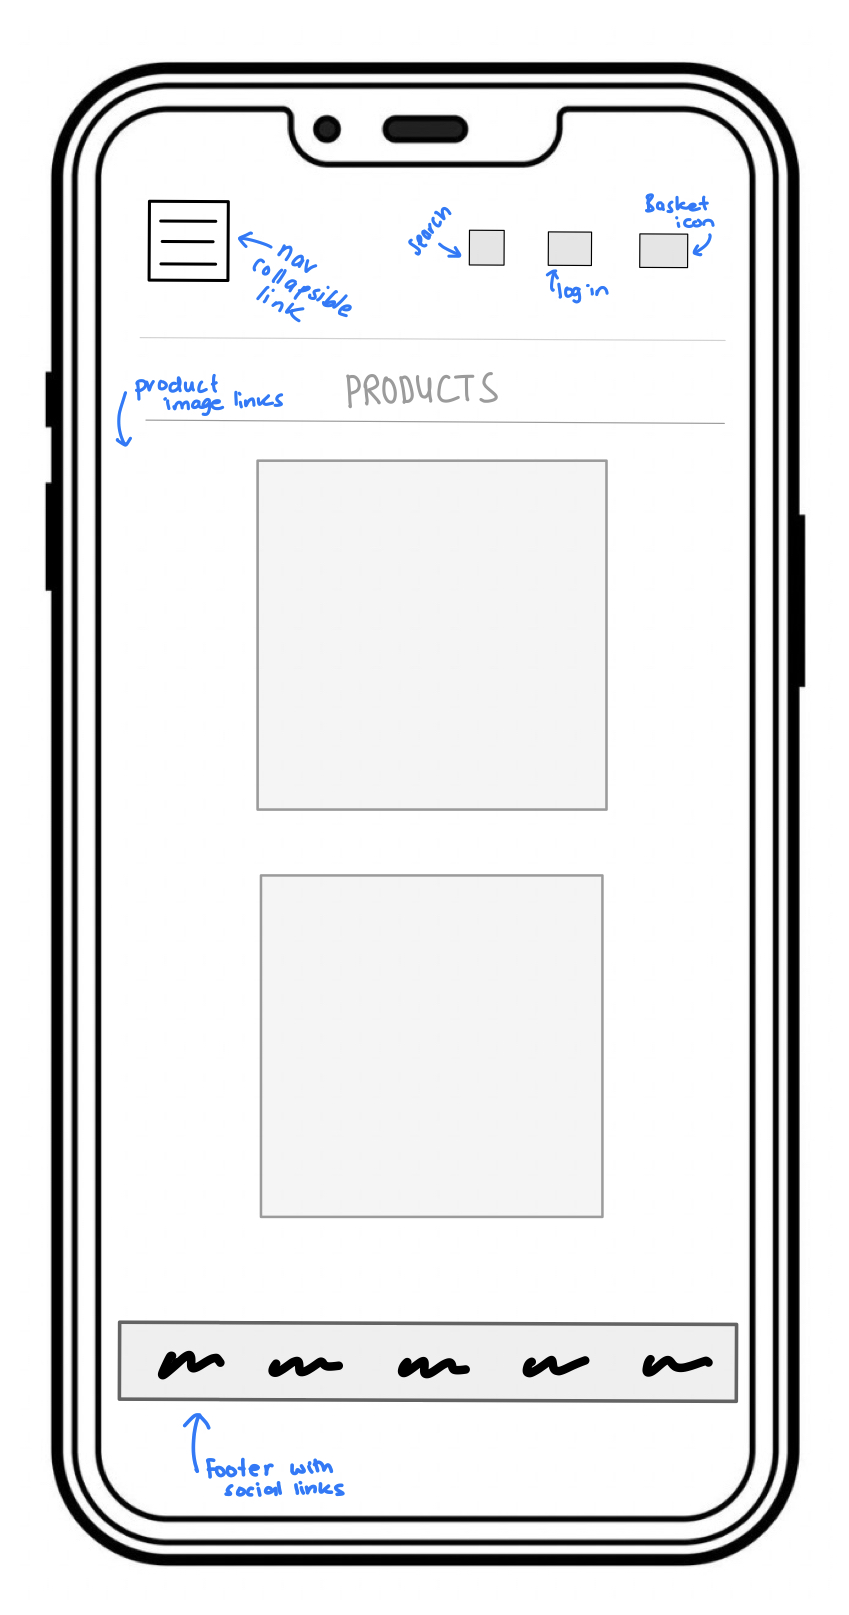 Basket
icon
search
nav
collapsible
link
log in
product
image links
PRODUCTS
Footer with
social links